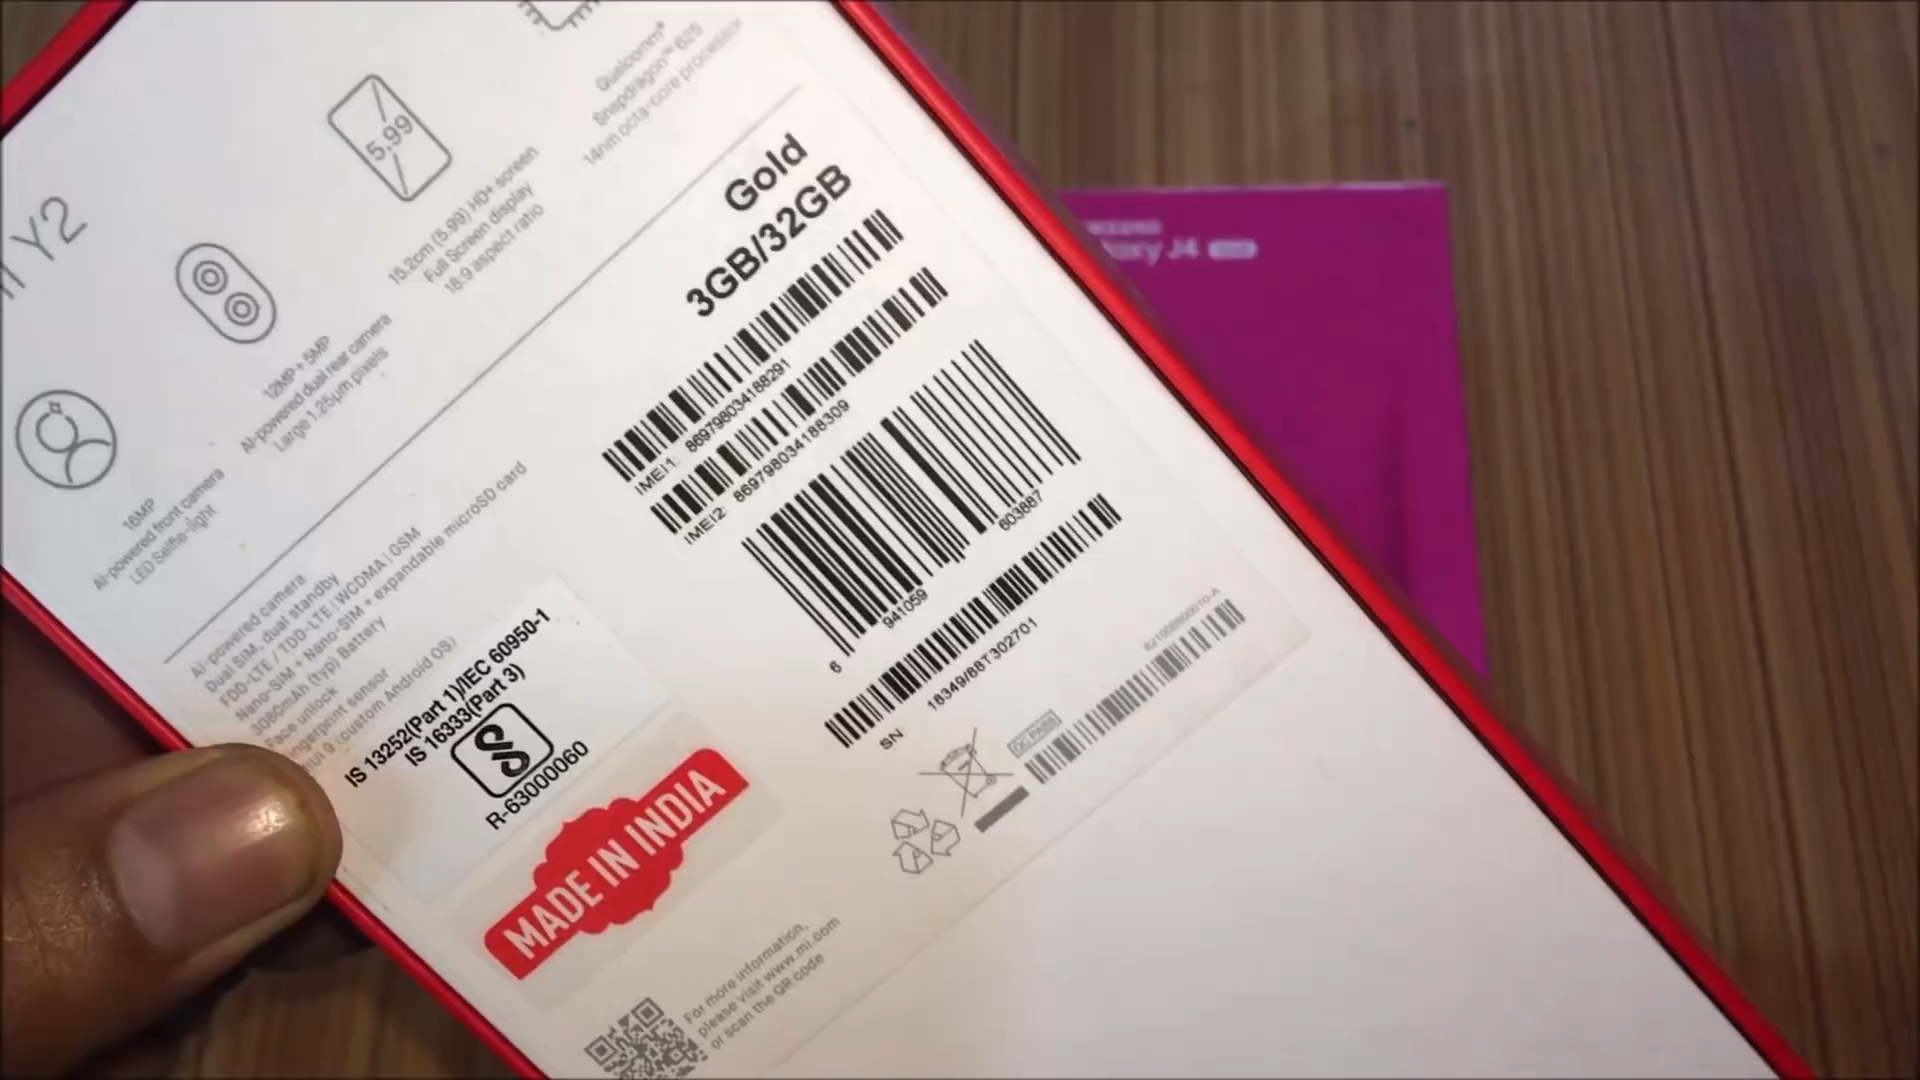 Y2
5.99
Qualcomm®
Snapdragon™ 625
14nm octa-core processor
15.2cm (5.99) HD+ screen
Full Screen display
18:9 aspect ratio
12MP + 5MP
AI-powered dual rear camera
Large 1.25μm pixels
16MP
AI-powered front camera
LED Selfie-light
AI-powered camera
Dual SIM, dual standby
FDD-LTE / TDD-LTE | WCDMA | GSM
Nano-SIM + Nano-SIM + expandable microSD card
3080mAh (typ) Battery
Face unlock
9 (custom Android OS)
sensor
Gold
3GB/32GB
IMEI1: 869798034188291
IMEI2: 869798034188309
6 941059 603887
SN 18349/88T302701
QC PASS
IS 13252(Part 1)/IEC 60950-1
IS 16333(Part 3)
R-63000060
MADE IN INDIA
For more information,
please visit www.mi.com
or scan the QR code
J4